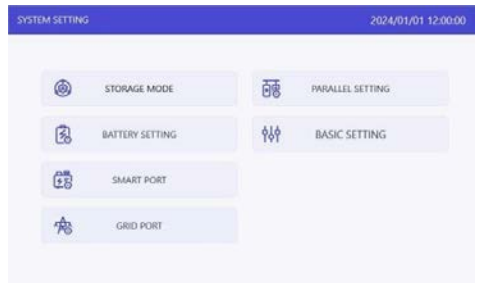 SYSTEM SETTING
2024/01/01 12:00:00
STORAGE MODE
PARALLEL SETTING
BATTERY SETTING
BASIC SETTING
SMART PORT
GRID PORT